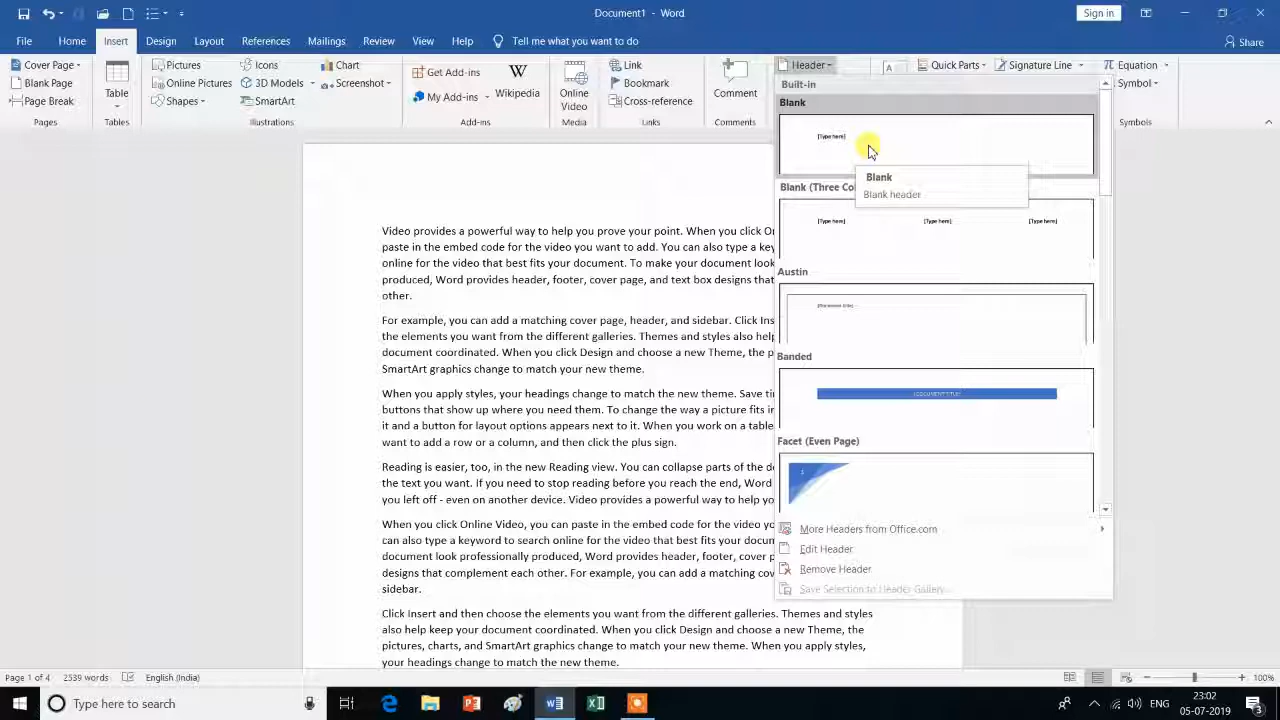 Document1 - Word
Sign in
File Home Insert Design Layout References Mailings Review View Help Tell me what you want to do Share
Cover Page
Blank Page
Page Break
Pages
Table
Tables
Pictures
Online Pictures
Shapes
Icons
3D Models
SmartArt
Chart
Screenshot
Illustrations
Get Add-ins
My Add-ins
Wikipedia
Add-ins
Online
Video
Media
Link
Bookmark
Cross-reference
Links
Comment
Comments
Header
A
Quick Parts
Signature Line
Equation
Symbol
Symbols
Built-in
Blank
[Type here]
Blank
Blank header
Blank (Three Co
[Type here] [Type here] [Type here]
Austin
[Document title]
Banded
[DOCUMENT TITLE]
Facet (Even Page)
More Headers from Office.com
Edit Header
Remove Header
Save Selection to Header Gallery...
Video provides a powerful way to help you prove your point. When you click On
paste in the embed code for the video you want to add. You can also type a key
online for the video that best fits your document. To make your document look
produced, Word provides header, footer, cover page, and text box designs that
other.
For example, you can add a matching cover page, header, and sidebar. Click Ins
the elements you want from the different galleries. Themes and styles also help
document coordinated. When you click Design and choose a new Theme, the p
SmartArt graphics change to match your new theme.
When you apply styles, your headings change to match the new theme. Save tim
buttons that show up where you need them. To change the way a picture fits in
it and a button for layout options appears next to it. When you work on a table
want to add a row or a column, and then click the plus sign.
Reading is easier, too, in the new Reading view. You can collapse parts of the do
the text you want. If you need to stop reading before you reach the end, Word
you left off - even on another device. Video provides a powerful way to help yo
When you click Online Video, you can paste in the embed code for the video yo
can also type a keyword to search online for the video that best fits your docum
document look professionally produced, Word provides header, footer, cover p
designs that complement each other. For example, you can add a matching cov
sidebar.
Click Insert and then choose the elements you want from the different galleries. Themes and styles
also help keep your document coordinated. When you click Design and choose a new Theme, the
pictures, charts, and SmartArt graphics change to match your new theme. When you apply styles,
your headings change to match the new theme.
Page 1 of 4 2539 words English (India) 100%
Type here to search
ENG
23:02
05-07-2019
3